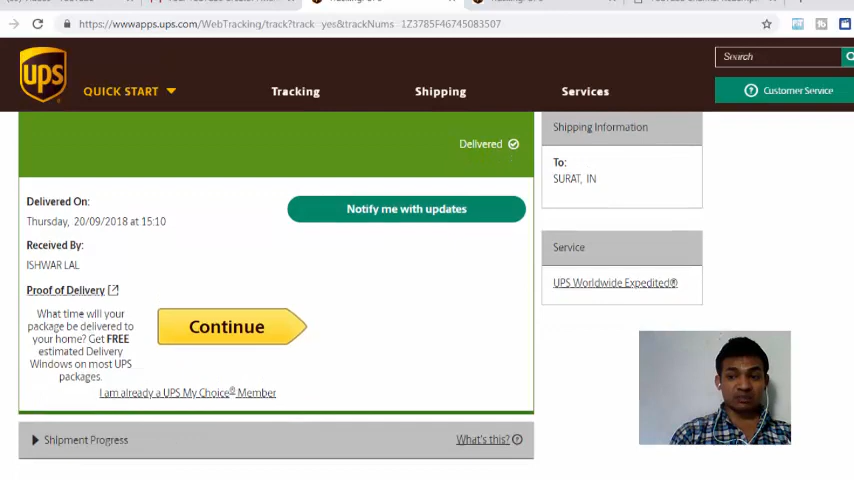 https://wwwapps.ups.com/WebTracking/track?track=yes&trackNums=1Z3785F46745083507
ups
QUICK START
Tracking
Shipping
Services
Search
Customer Service
Delivered
Delivered On:
Thursday, 20/09/2018 at 15:10
Notify me with updates
Received By:
ISHWAR LAL
Proof of Delivery
What time will your
package be delivered to
your home? Get FREE
estimated Delivery
Windows on most UPS
packages.
Continue
I am already a UPS My Choice® Member
Shipment Progress
What's this?
Shipping Information
To:
SURAT, IN
Service
UPS Worldwide Expedited®